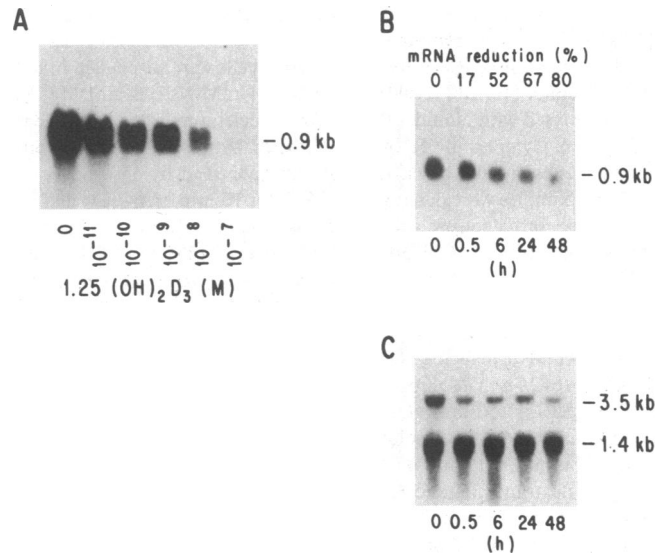 A
-0.9 kb
0 10⁻¹¹ 10⁻¹⁰ 10⁻⁹ 10⁻⁸ 10⁻⁷
1.25 (OH)₂D₃ (M)
B
mRNA reduction (%)
0 17 52 67 80
-0.9 kb
0 0.5 6 24 48
(h)
C
-3.5 kb
-1.4 kb
0 0.5 6 24 48
(h)